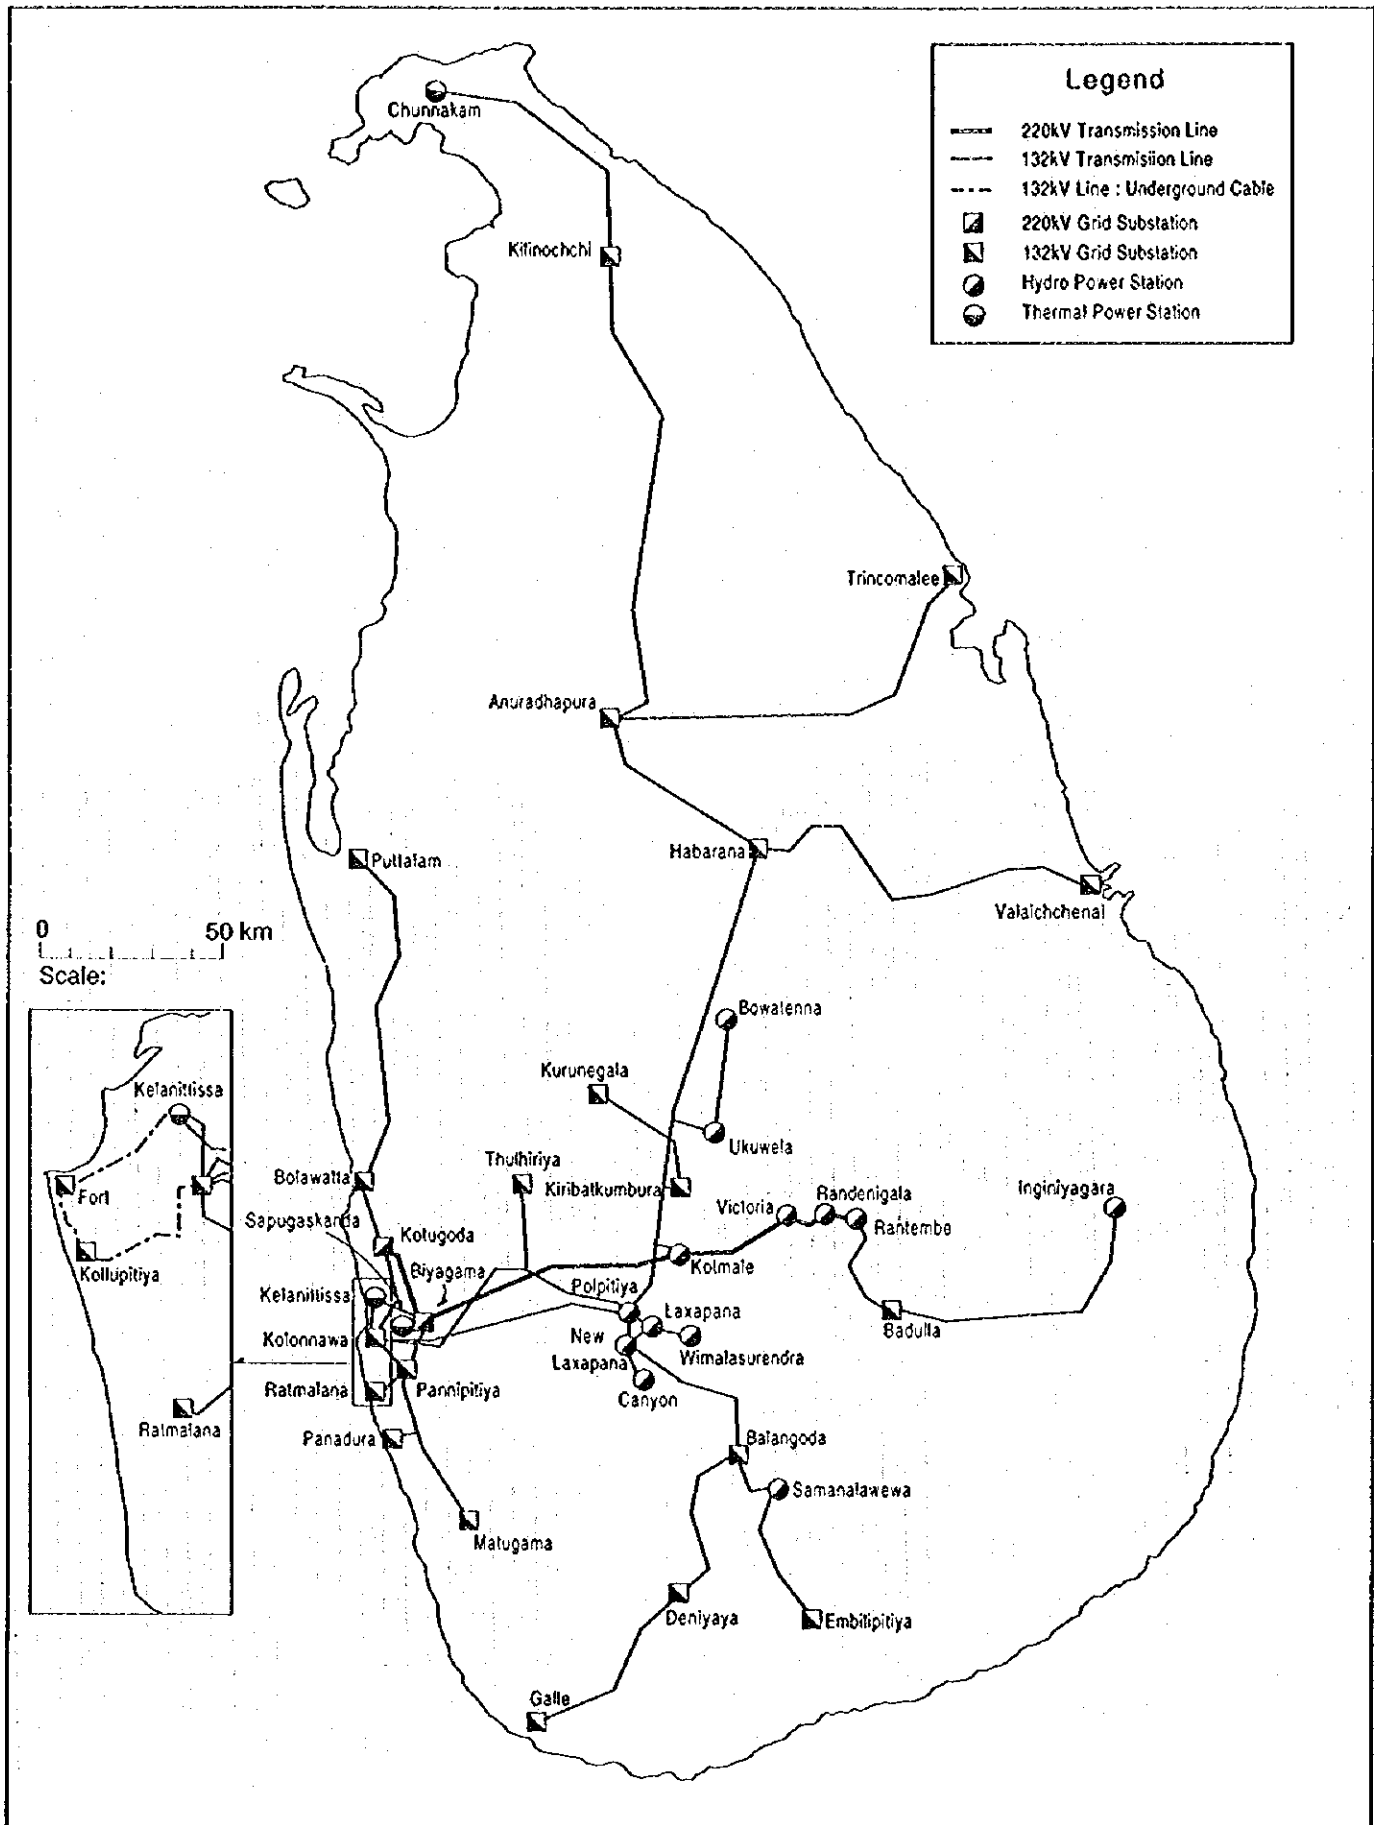 Legend
220kV Transmission Line
132kV Transmistion Line
132kV Line : Underground Cable
220kV Grid Substation
132kV Grid Substation
Hydro Power Station
Thermal Power Station
Chunnakam
Kilinochchi
Trincomalee
Anuradhapura
Habarana
Puttalam
Valaichchenai
0 50 km
Scale:
Bowatenna
Kurunegala
Ukuwela
Kelanitissa
Thulhiriya
Bolawatta
Kiribatkumbura
Fort
Victoria
Randenigala
Inginiyagara
Rantembe
Sapugaskanda
Kotugoda
Kollupitiya
Biyagama
Kotmale
Polpitiya
Kelanitissa
Laxapana
Kolonnawa
New
Laxapana
Wimalasurendra
Badulla
Ratmalana
Pannipitiya
Canyon
Ratmalana
Panadura
Balangoda
Samanalawewa
Matugama
Deniyaya
Embilipitiya
Galle